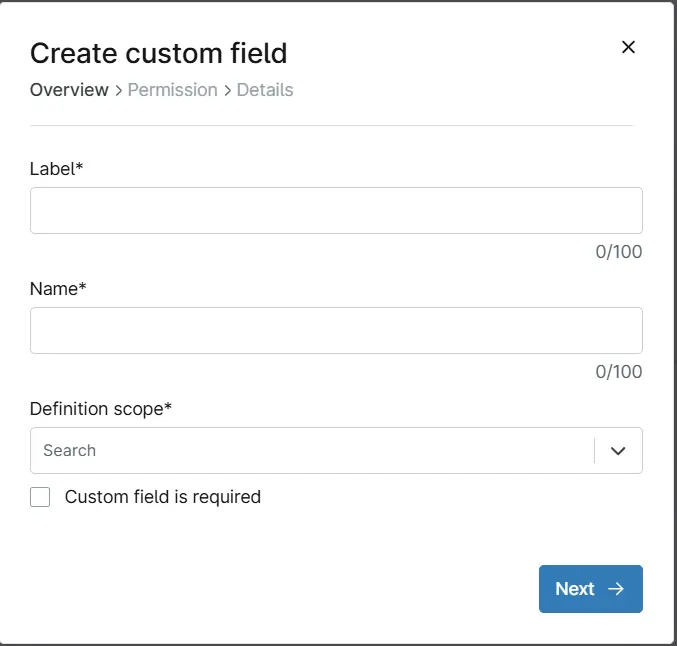 Create custom field
Overview > Permission > Details
Label*
0/100
Name*
0/100
Definition scope*
Search
Custom field is required
Next →